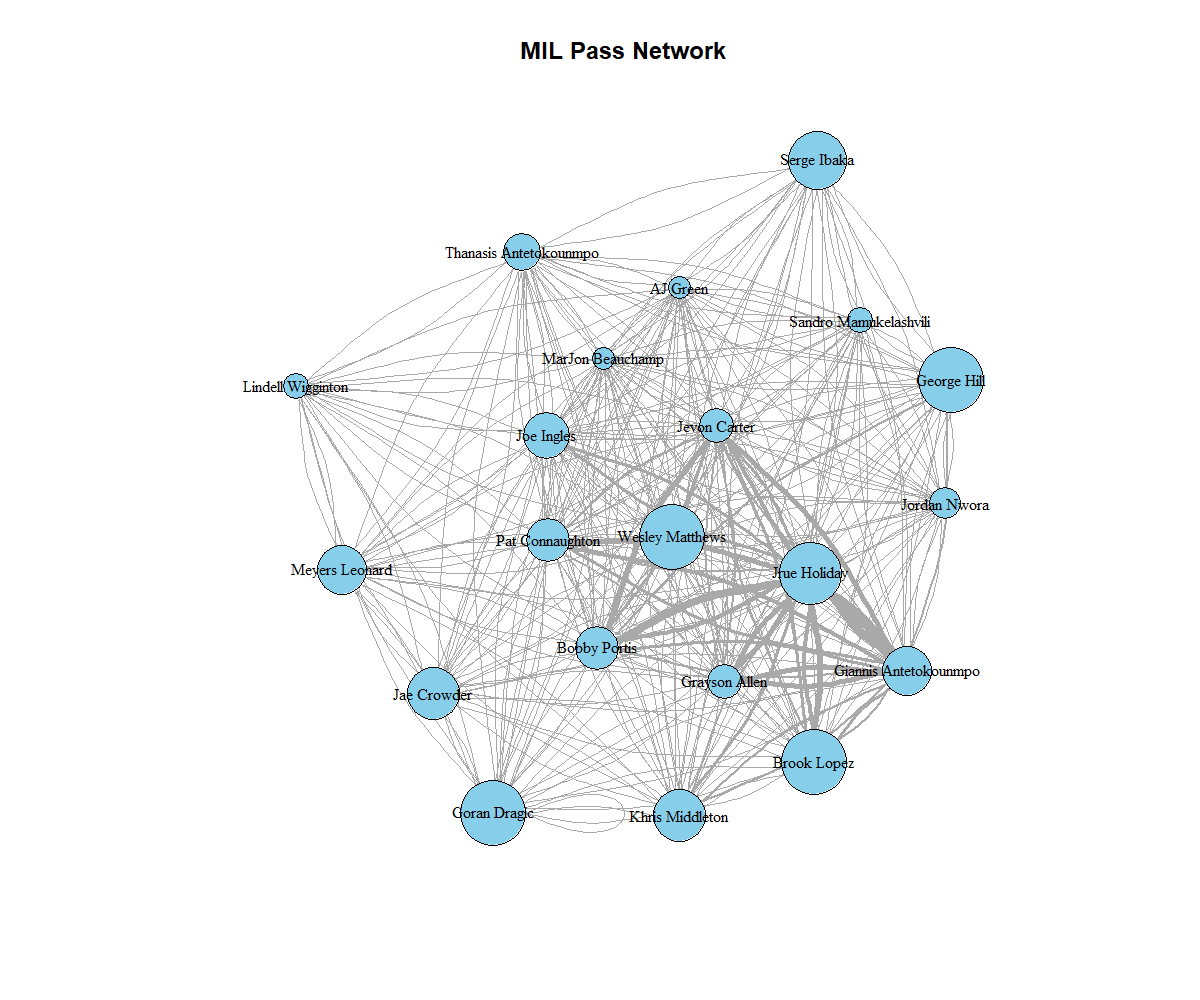 MIL Pass Network
Serge Ibaka
Thanasis Antetokounmpo
AJ Green
Sandro Mamukelashvili
MarJon Beauchamp
George Hill
Lindell Wigginton
Jevon Carter
Joe Ingles
Jordan Nwora
Wesley Matthews
Pat Connaughton
Meyers Leonard
Jrue Holiday
Bobby Portis
Giannis Antetokounmpo
Grayson Allen
Jae Crowder
Brook Lopez
Goran Dragic
Khris Middleton